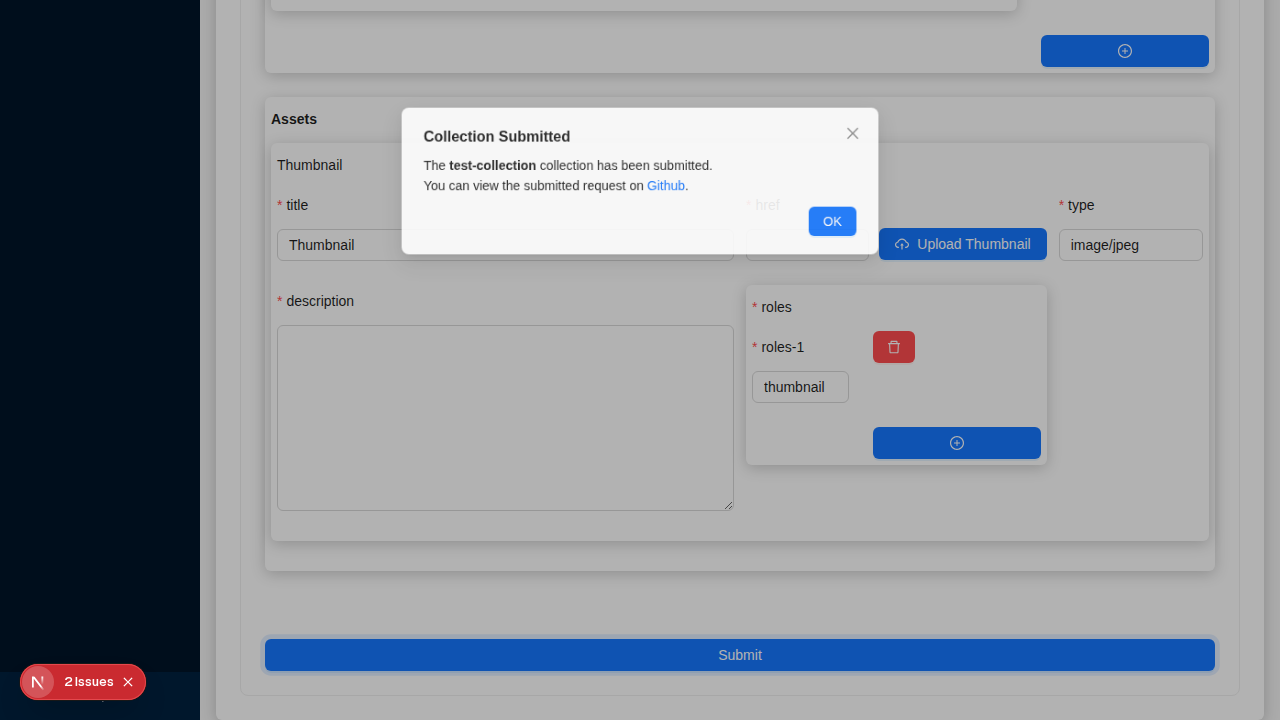 Assets
Collection Submitted
The test-collection collection has been submitted.
You can view the submitted request on Github.
OK
Thumbnail
* title
* href
* type
Thumbnail
Upload Thumbnail
image/jpeg
* description
* roles
* roles-1
thumbnail
Submit
N
2 Issues